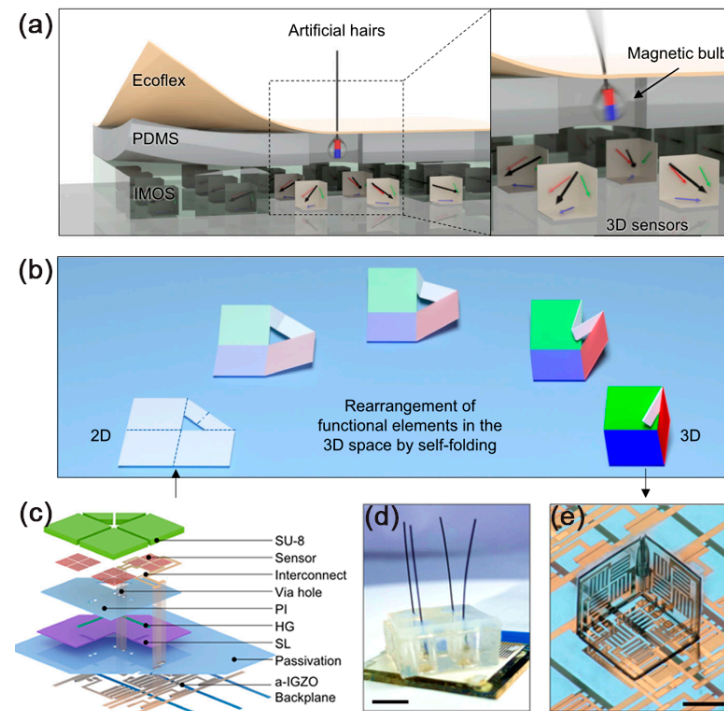 (a)
Artificial hairs
Ecoflex
PDMS
IMOS
Magnetic bulb
3D sensors
(b)
2D
Rearrangement of
functional elements in the
3D space by self-folding
3D
(c)
SU-8
Sensor
Interconnect
Via hole
PI
HG
SL
Passivation
a-IGZO
Backplane
(d)
(e)